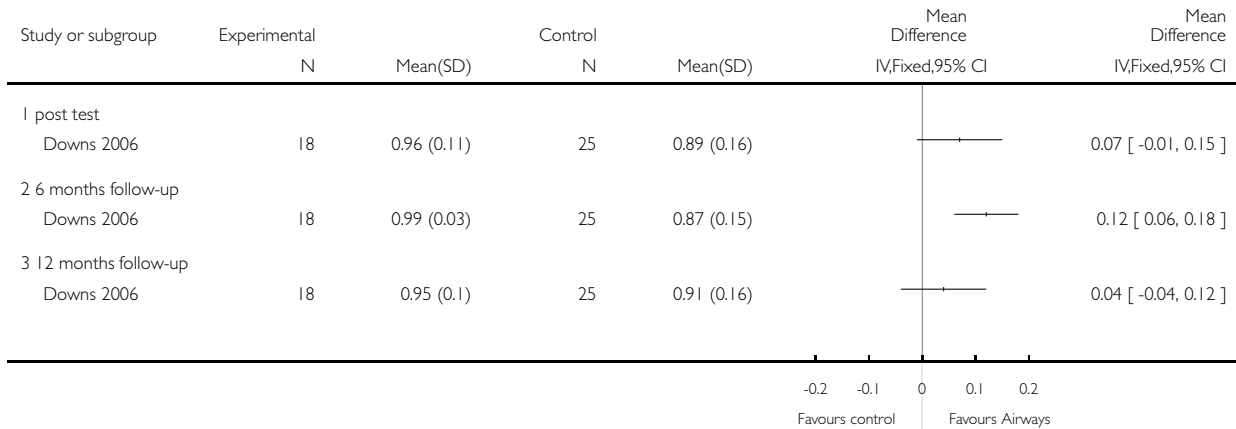 Study or subgroup Experimental Control Mean Difference Mean Difference
N Mean(SD) N Mean(SD) IV,Fixed,95% CI IV,Fixed,95% CI
1 post test
Downs 2006 18 0.96 (0.11) 25 0.89 (0.16) 0.07 [ -0.01, 0.15 ]
2 6 months follow-up
Downs 2006 18 0.99 (0.03) 25 0.87 (0.15) 0.12 [ 0.06, 0.18 ]
3 12 months follow-up
Downs 2006 18 0.95 (0.1) 25 0.91 (0.16) 0.04 [ -0.04, 0.12 ]
-0.2 -0.1 0 0.1 0.2
Favours control Favours Airways